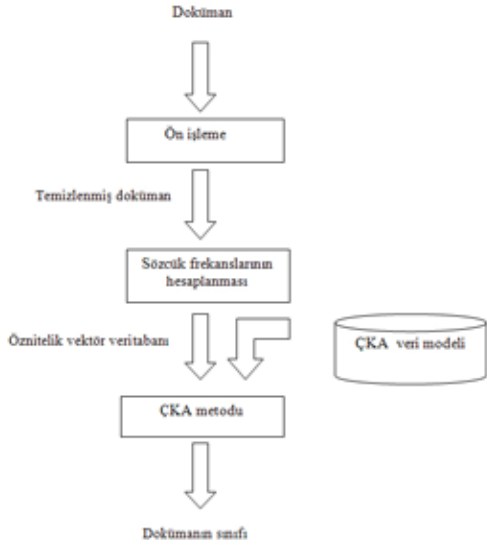 Doküman
Ön işleme
Temizlenmiş doküman
Sözcük frekanslarının
hesaplanması
Öznitelik vektör veritabanı
ÇKA veri modeli
ÇKA metodu
Dokümanın sınıfı